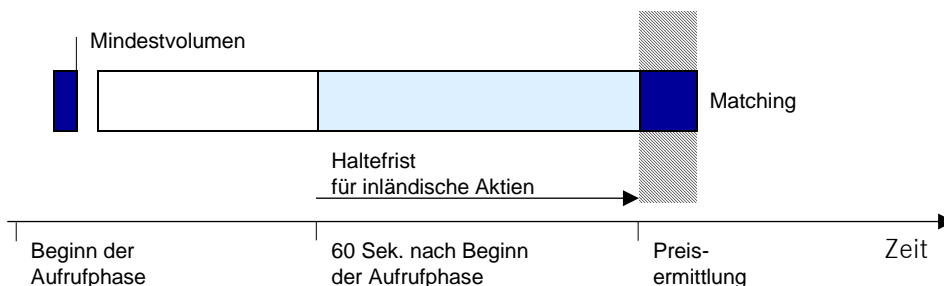 Mindestvolumen
Matching
Haltefrist
für inländische Aktien
Beginn der
Aufrufphase
60 Sek. nach Beginn
der Aufrufphase
Preis-
ermittlung
Zeit